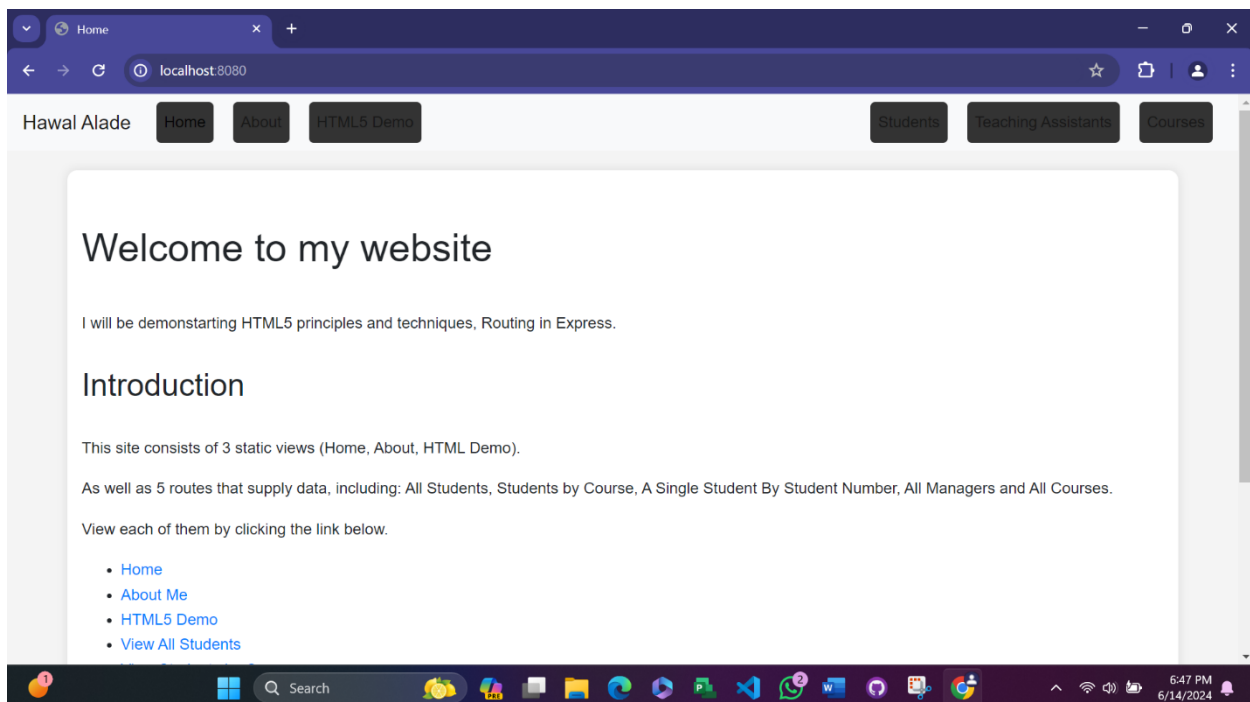 Home
localhost:8080
Hawal Alade Home About HTML5 Demo Students Teaching Assistants Courses
Welcome to my website
I will be demonstarting HTML5 principles and techniques, Routing in Express.
Introduction
This site consists of 3 static views (Home, About, HTML Demo).
As well as 5 routes that supply data, including: All Students, Students by Course, A Single Student By Student Number, All Managers and All Courses.
View each of them by clicking the link below.
Home
About Me
HTML5 Demo
View All Students
1 Search PRE 2 6:47 PM
6/14/2024